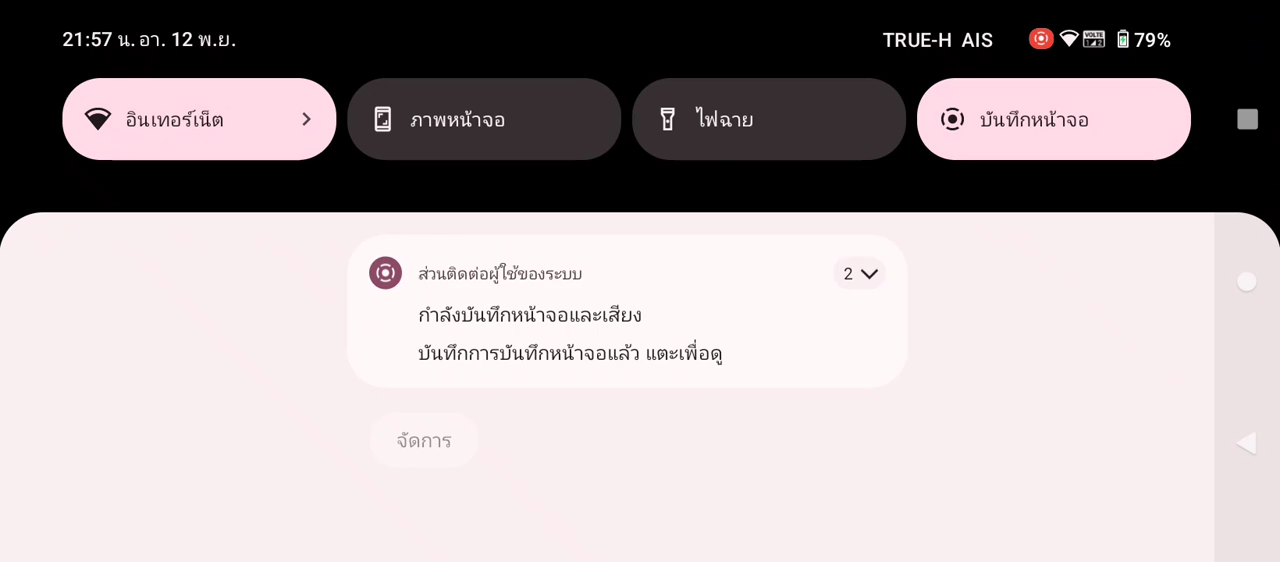 21:57 น. อา. 12 พ.ย.
TRUE-H AIS VOLTE 1 2 79%
อินเทอร์เน็ต
ภาพหน้าจอ
ไฟฉาย
บันทึกหน้าจอ
ส่วนติดต่อผู้ใช้ของระบบ
2
กำลังบันทึกหน้าจอและเสียง
บันทึกการบันทึกหน้าจอแล้ว แตะเพื่อดู
จัดการ